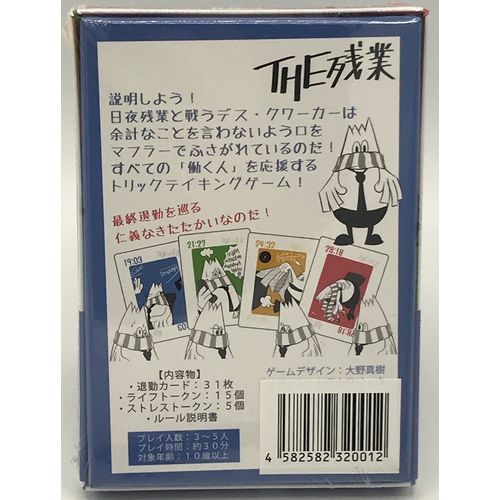 THE残業
説明しよう！
日夜残業と戦うデス・クワーカーは
余計なことを言わないよう口を
マフラーでふさがれているのだ！
すべての「働く人」を応援する
トリックテイキングゲーム！
最終退勤を巡る
仁義なきたたかいなのだ！
19:03
21:27
24:32
28:18
【内容物】
・退勤カード：31枚
・ライフトークン：15個
・ストレストークン：5個
・ルール説明書
プレイ人数：3〜5人
プレイ時間：約30分
対象年齢：10歳以上
ゲームデザイン：大野真樹
4 582582 320012